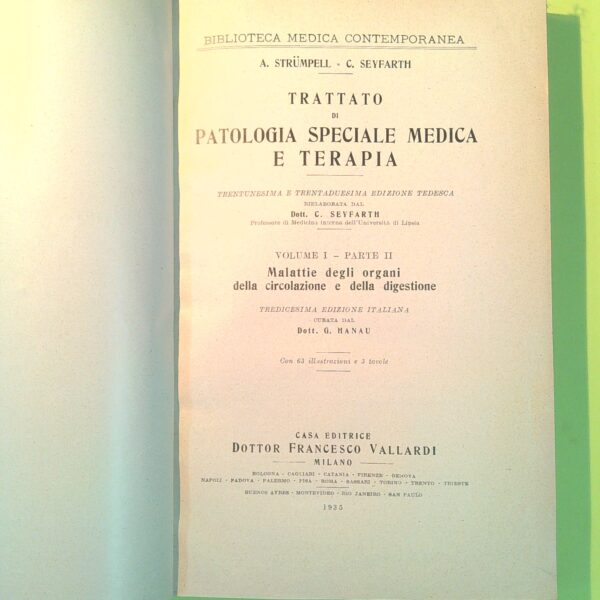 BIBLIOTECA MEDICA CONTEMPORANEA
A. STRÜMPELL - C. SEYFARTH
TRATTATO
DI
PATOLOGIA SPECIALE MEDICA
E TERAPIA
TRENTUNESIMA E TRENTADUESIMA EDIZIONE TEDESCA
RIELABORATA DAL
Dott. C. SEYFARTH
Professore di Medicina interna dell'Università di Lipsia
VOLUME I - PARTE II
Malattie degli organi
della circolazione e della digestione
TREDICESIMA EDIZIONE ITALIANA
CURATA DAL
Dott. G. HANAU
Con 63 illustrazioni e 3 tavole
CASA EDITRICE
DOTTOR FRANCESCO VALLARDI
MILANO
BOLOGNA - CAGLIARI - CATANIA - FIRENZE - GENOVA
NAPOLI - PADOVA - PALERMO - PISA - ROMA - SASSARI - TORINO - TRENTO - TRIESTE
BUENOS AYRES - MONTEVIDEO - RIO JANEIRO - SAN PAULO
1935